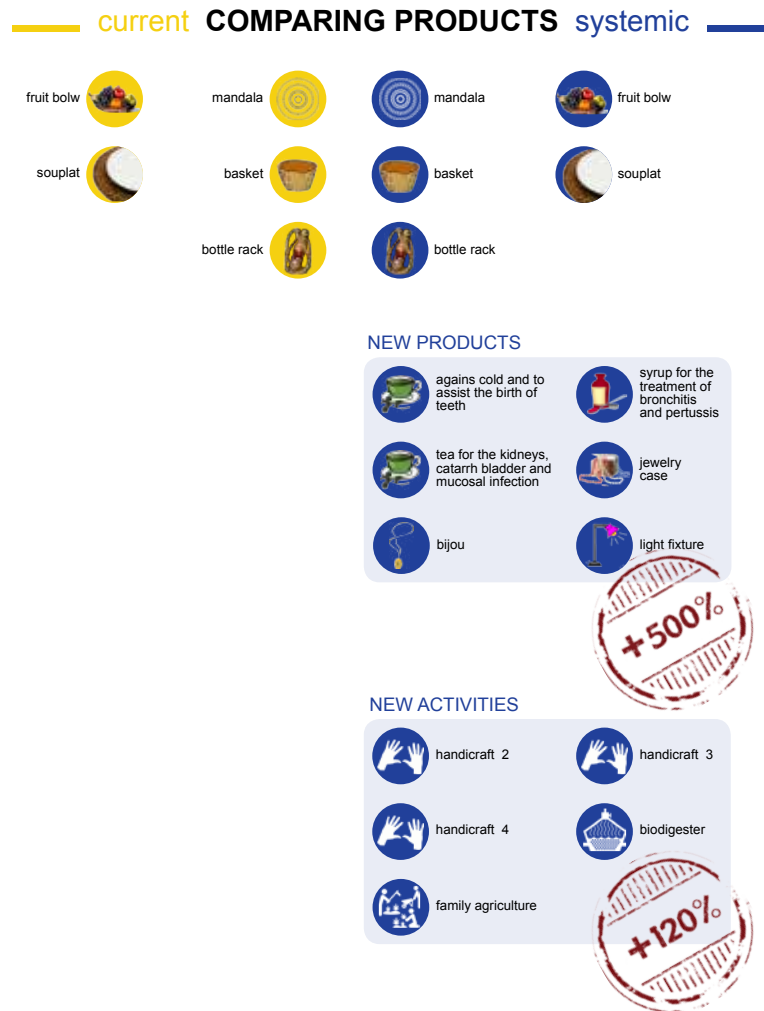 current COMPARING PRODUCTS systemic
fruit bolw
mandala
mandala
fruit bolw
souplat
basket
basket
souplat
bottle rack
bottle rack
NEW PRODUCTS
agains cold and to
assist the birth of
teeth
syrup for the
treatment of
bronchitis
and pertussis
tea for the kidneys,
catarrh bladder and
mucosal infection
jewelry
case
bijou
light fixture
+500%
NEW ACTIVITIES
handicraft 2
handicraft 3
handicraft 4
biodigester
family agriculture
+120%